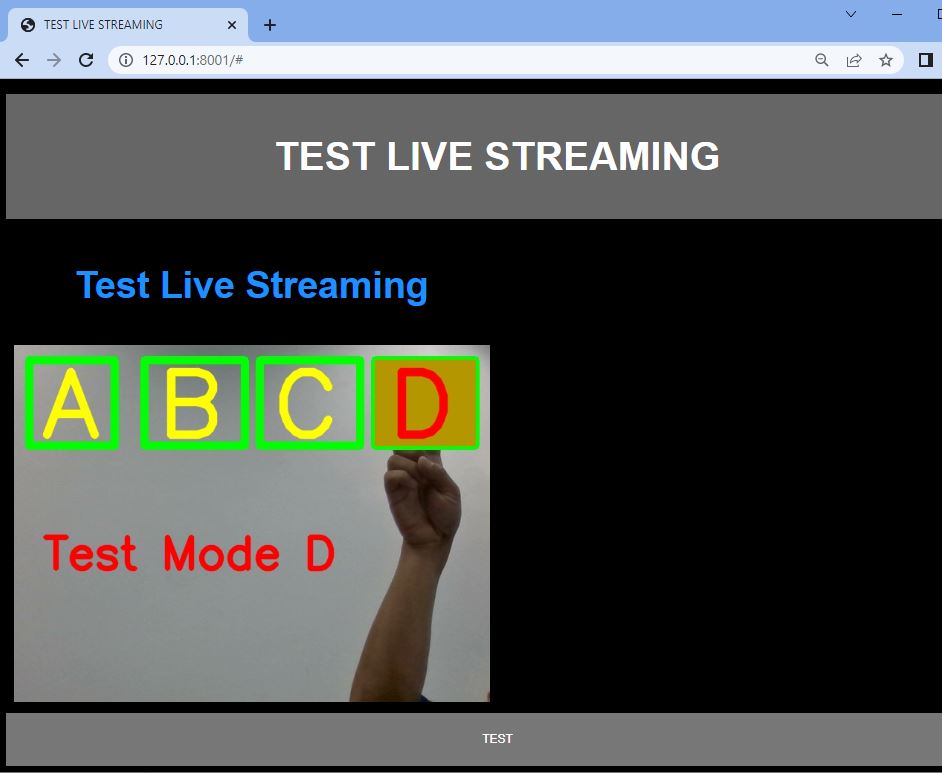 TEST LIVE STREAMING
127.0.0.1:8001/#
TEST LIVE STREAMING
Test Live Streaming
A B C D
Test Mode D
TEST